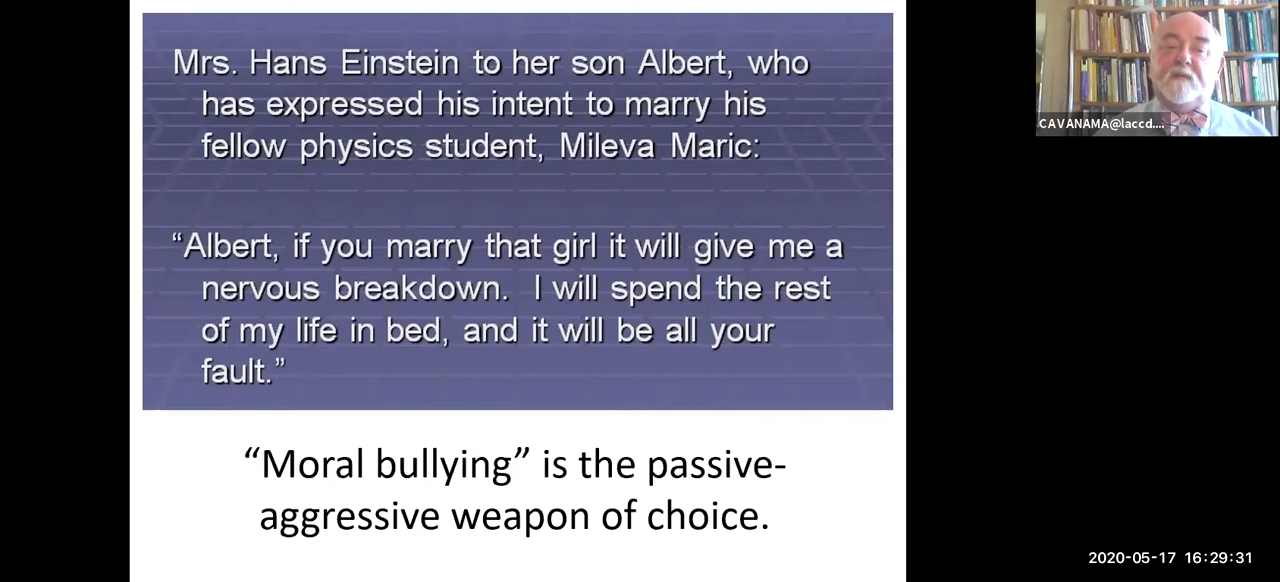 Mrs. Hans Einstein to her son Albert, who
has expressed his intent to marry his
fellow physics student, Mileva Maric:
“Albert, if you marry that girl it will give me a
nervous breakdown.  I will spend the rest
of my life in bed, and it will be all your
fault.”
“Moral bullying” is the passive-
aggressive weapon of choice.
CAVANAMA@laccd....
2020-05-17 16:29:31